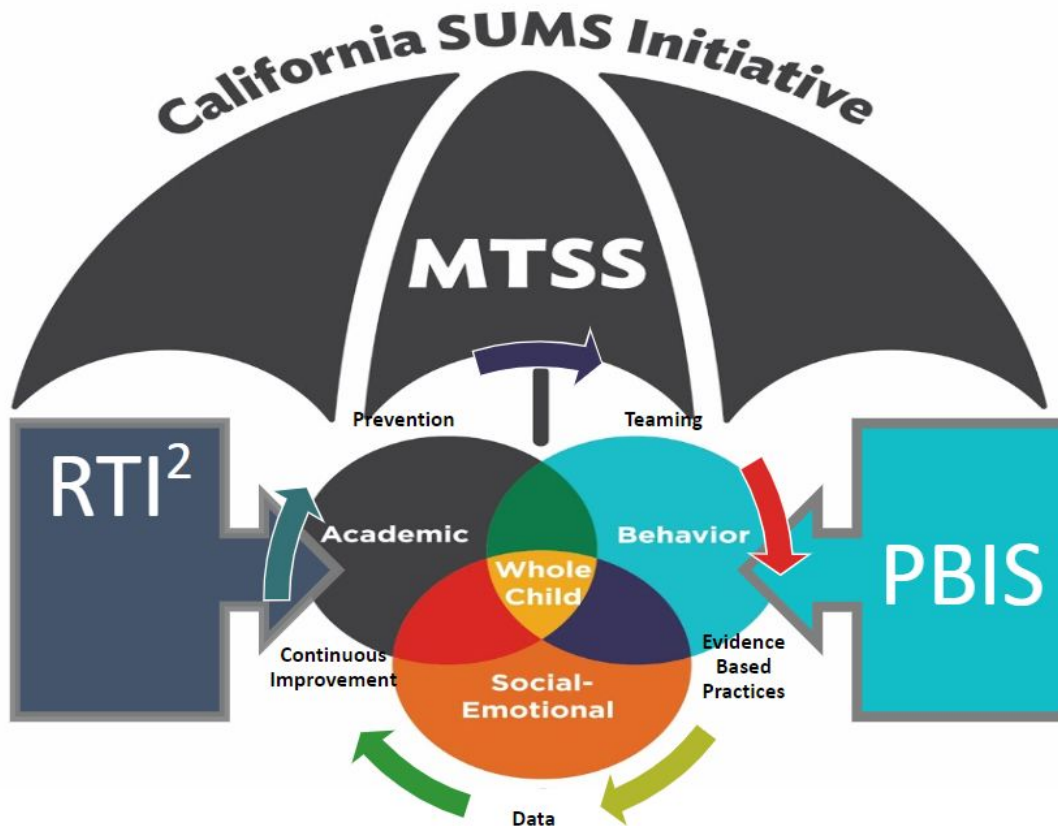 California SUMS Initiative
MTSS
Prevention
Teaming
RTI²
Academic
Behavior
Whole
Child
PBIS
Continuous
Improvement
Evidence
Based
Practices
Social-
Emotional
Data